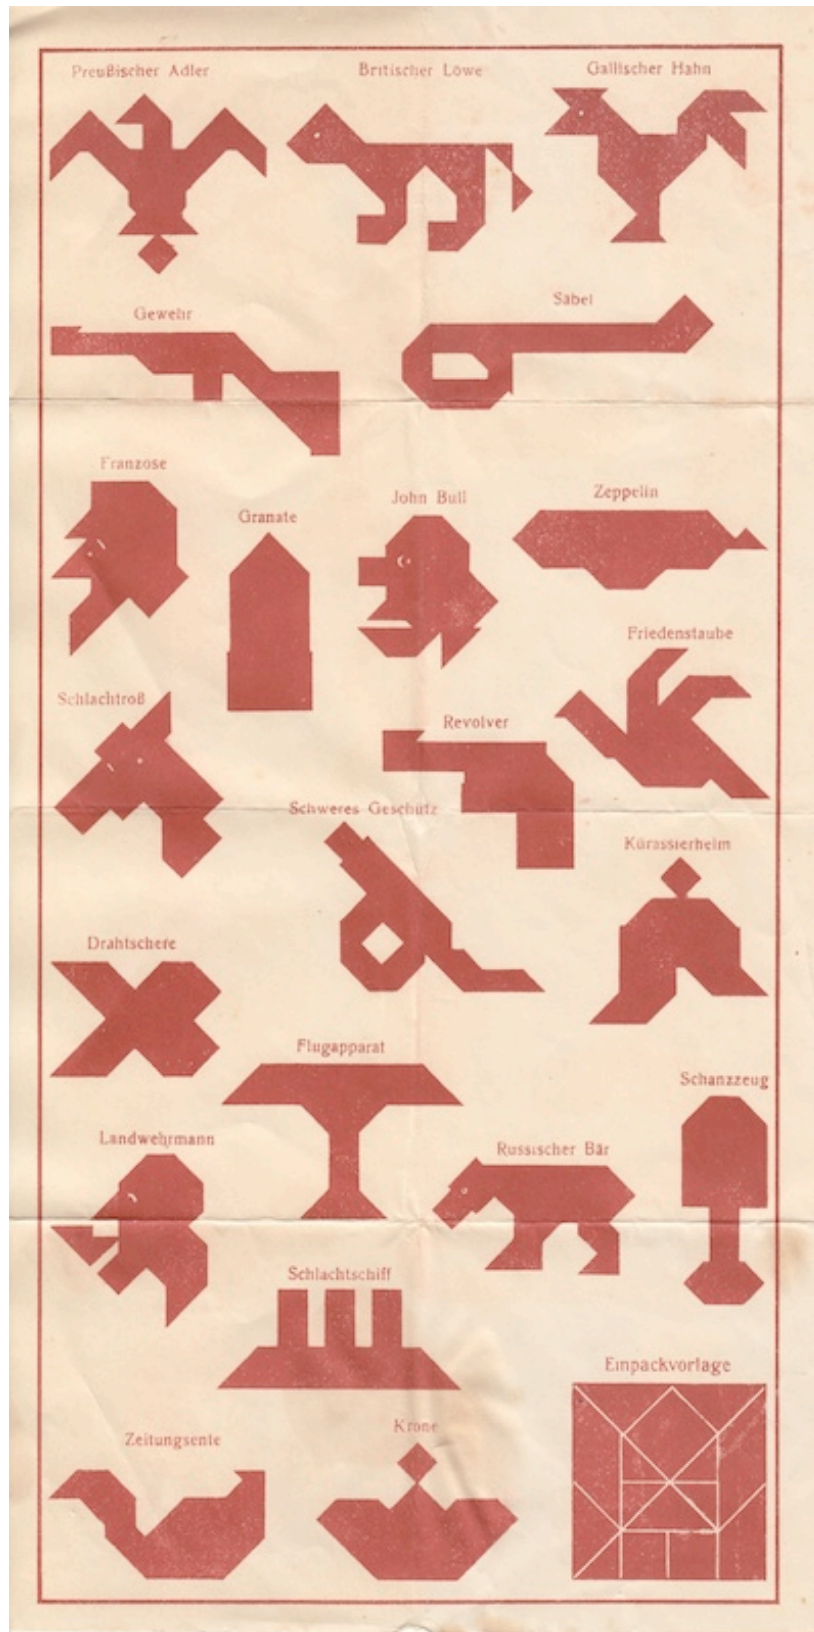 Preußischer Adler
Britischer Löwe
Gallischer Hahn
Gewehr
Säbel
Franzose
Granate
John Bull
Zeppelin
Friedenstaube
Schlachtroß
Revolver
Schweres Geschütz
Kürassierhelm
Drahtschere
Flugapparat
Schanzzeug
Landwehrmann
Russischer Bär
Schlachtschiff
Einpackvorlage
Zeitungsente
Krone